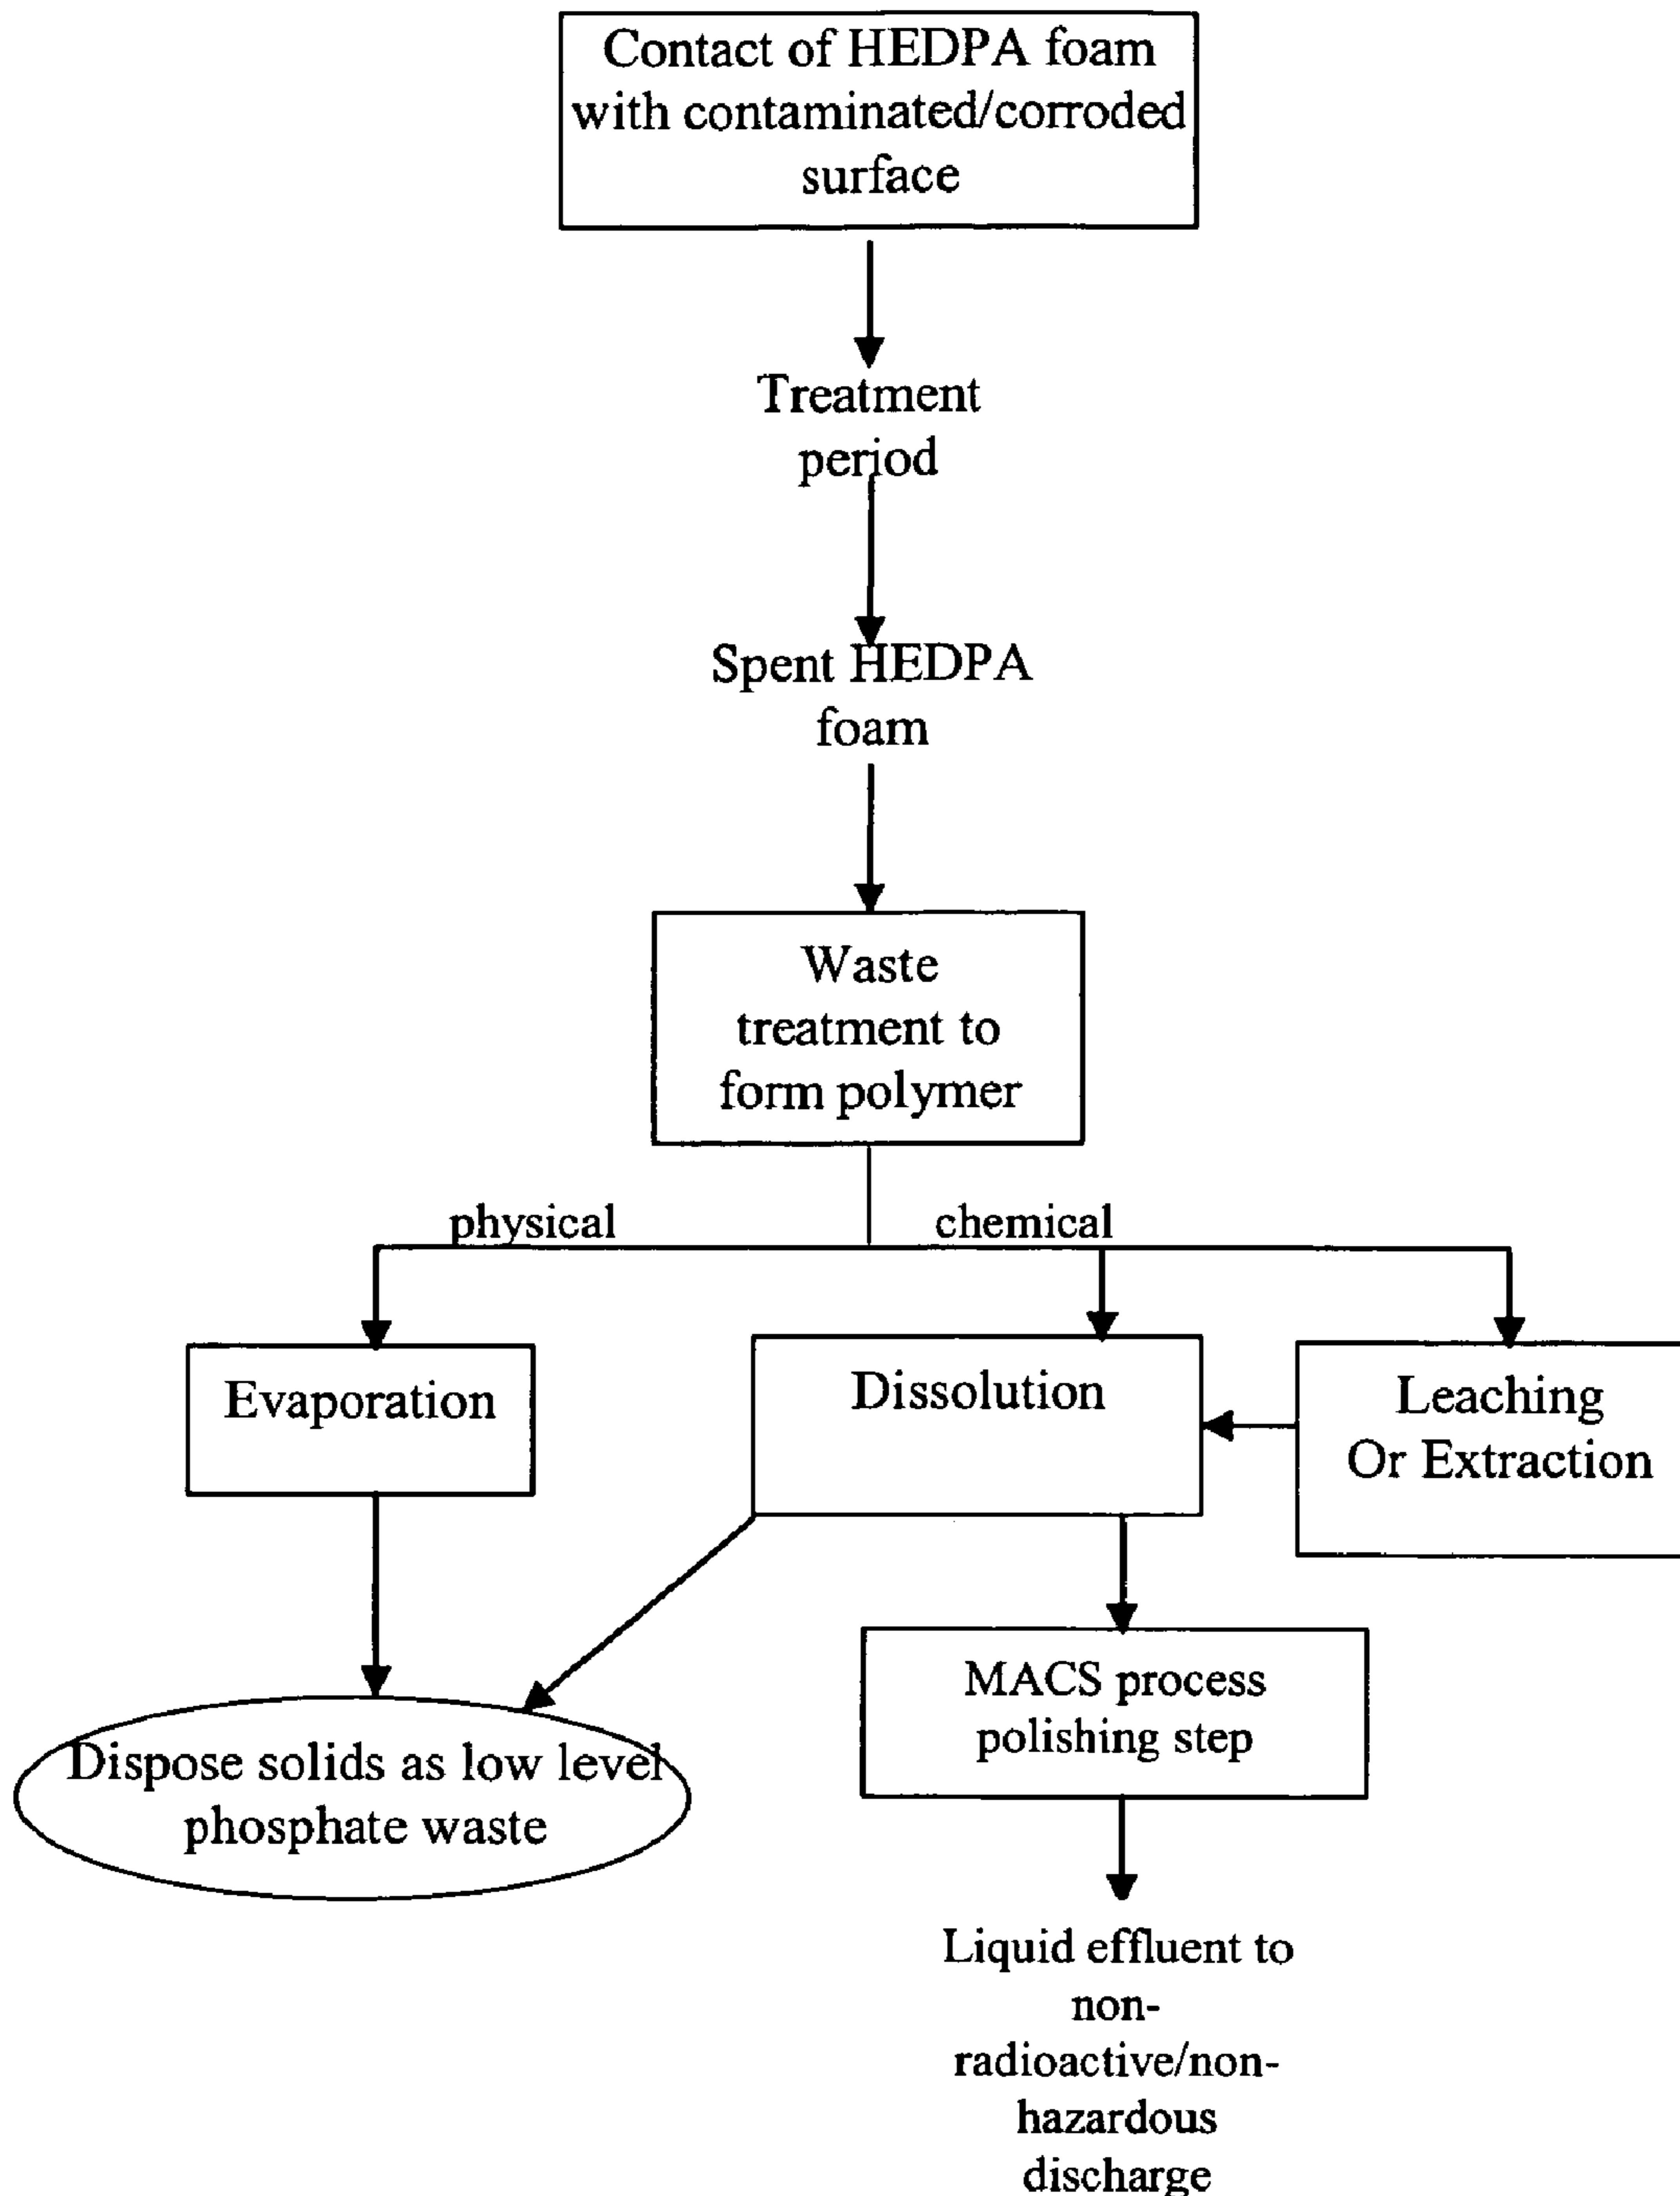 Contact of HEDPA foam
with contaminated/corroded
surface
Treatment
period
Spent HEDPA
foam
Waste
treatment to
form polymer
physical
chemical
Evaporation
Dissolution
Leaching
Or Extraction
MACS process
polishing step
Dispose solids as low level
phosphate waste
Liquid effluent to
non-
radioactive/non-
hazardous
discharge